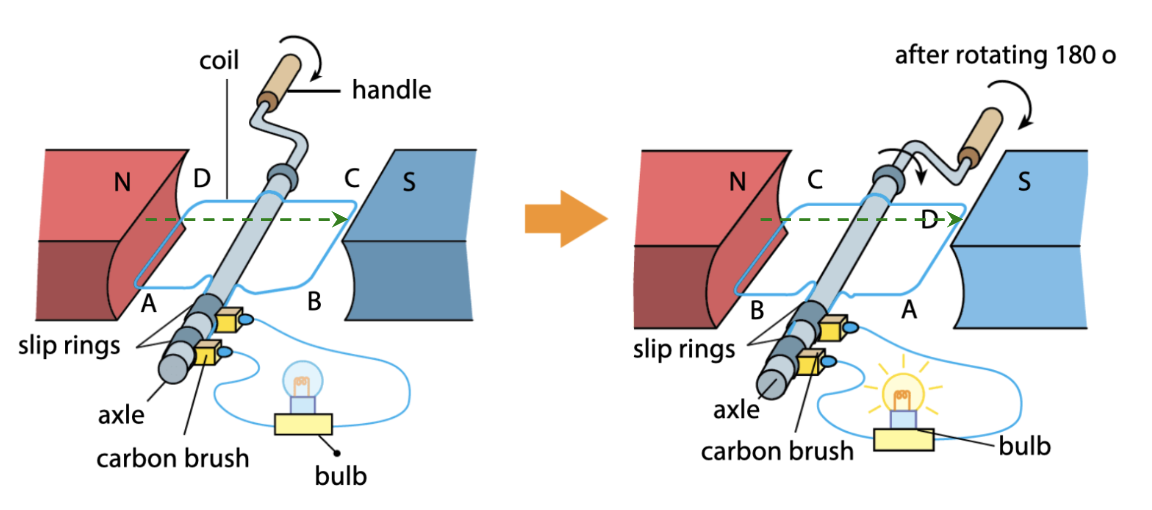 coil
handle
N
D
C
S
A
B
slip rings
axle
carbon brush
bulb
after rotating 180 o
N
C
S
D
B
A
slip rings
axle
carbon brush
bulb